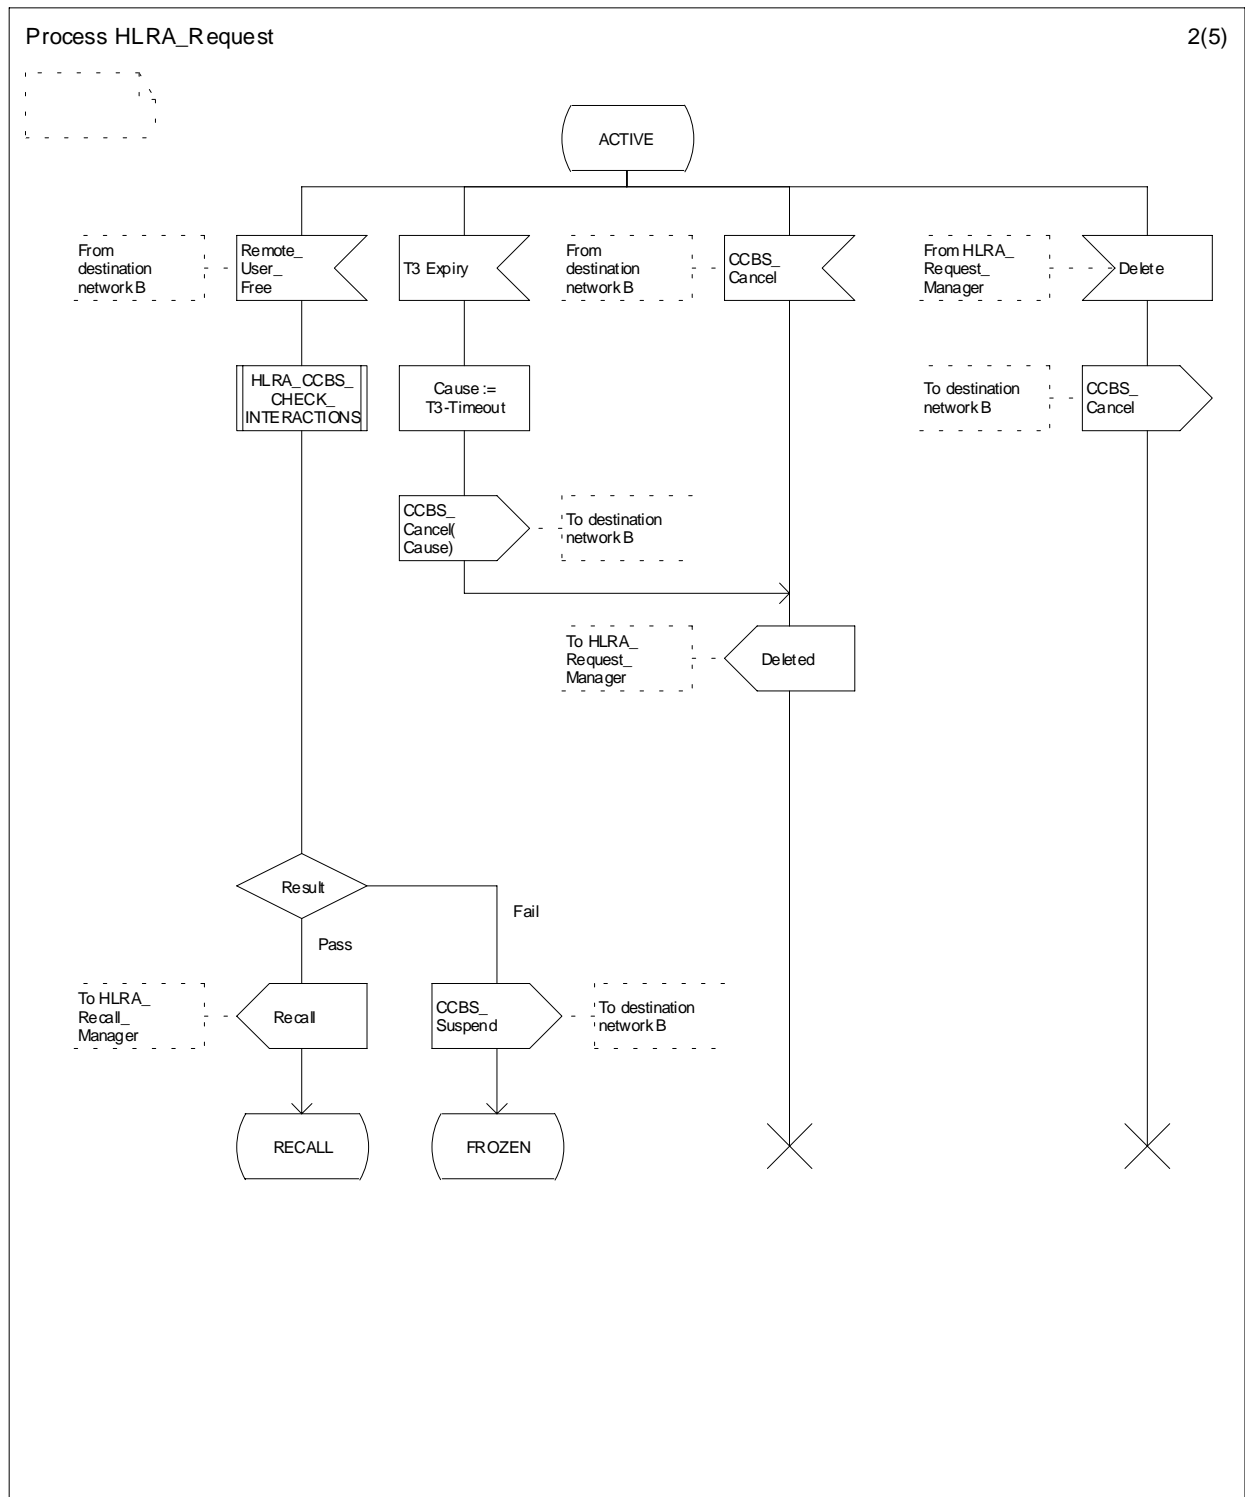 Process HLRA_Request
2(5)
ACTIVE
From
destination
network B
Remote_
User_
Free
T3 Expiry
From
destination
network B
CCBS_
Cancel
From HLRA_
Request_
Manager
Delete
HLRA_CCBS_
CHECK_
INTERACTIONS
Cause :=
T3-Timeout
To destination
network B
CCBS_
Cancel
CCBS_
Cancel(
Cause)
To destination
network B
To HLRA_
Request_
Manager
Deleted
Result
Fail
Pass
To HLRA_
Recall_
Manager
Recall
CCBS_
Suspend
To destination
network B
RECALL
FROZEN